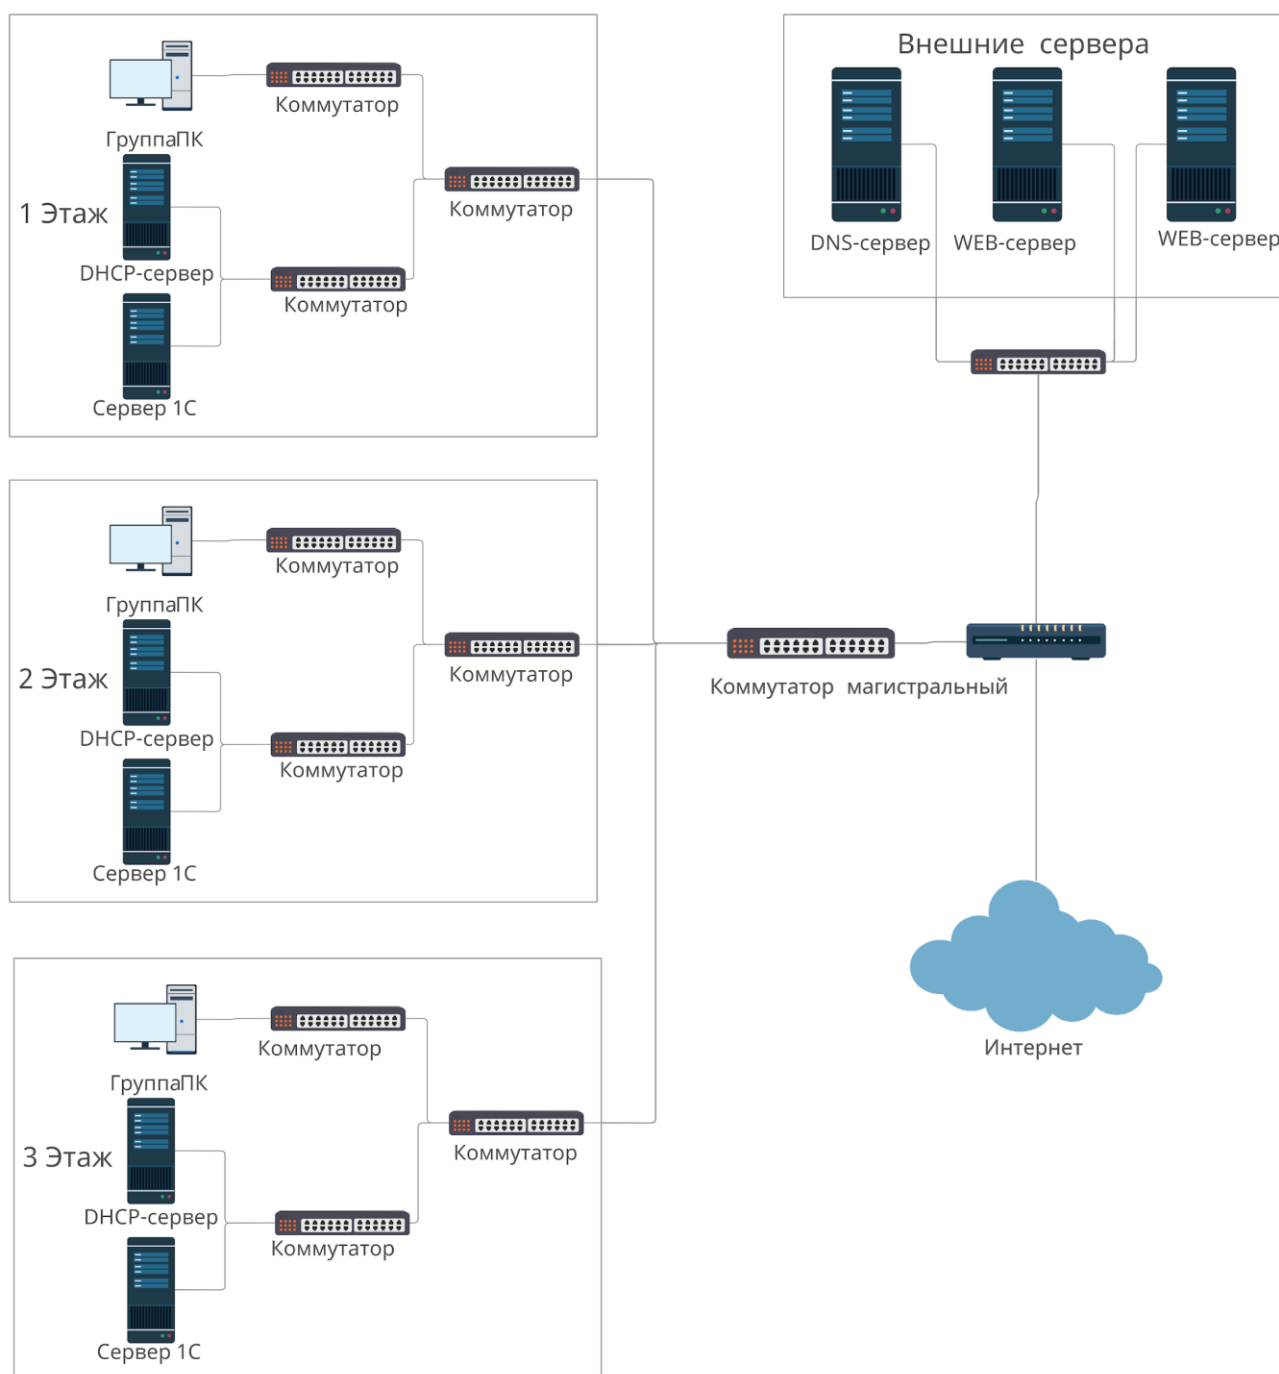 ГруппаПК
Коммутатор
Коммутатор
1 Этаж
DHCP-сервер
Коммутатор
Сервер 1С
Внешние сервера
DNS-сервер
WEB-сервер
WEB-сервер
Коммутатор
ГруппаПК
Коммутатор
2 Этаж
DHCP-сервер
Коммутатор
Сервер 1С
Коммутатор магистральный
Интернет
Коммутатор
ГруппаПК
Коммутатор
3 Этаж
DHCP-сервер
Коммутатор
Сервер 1С